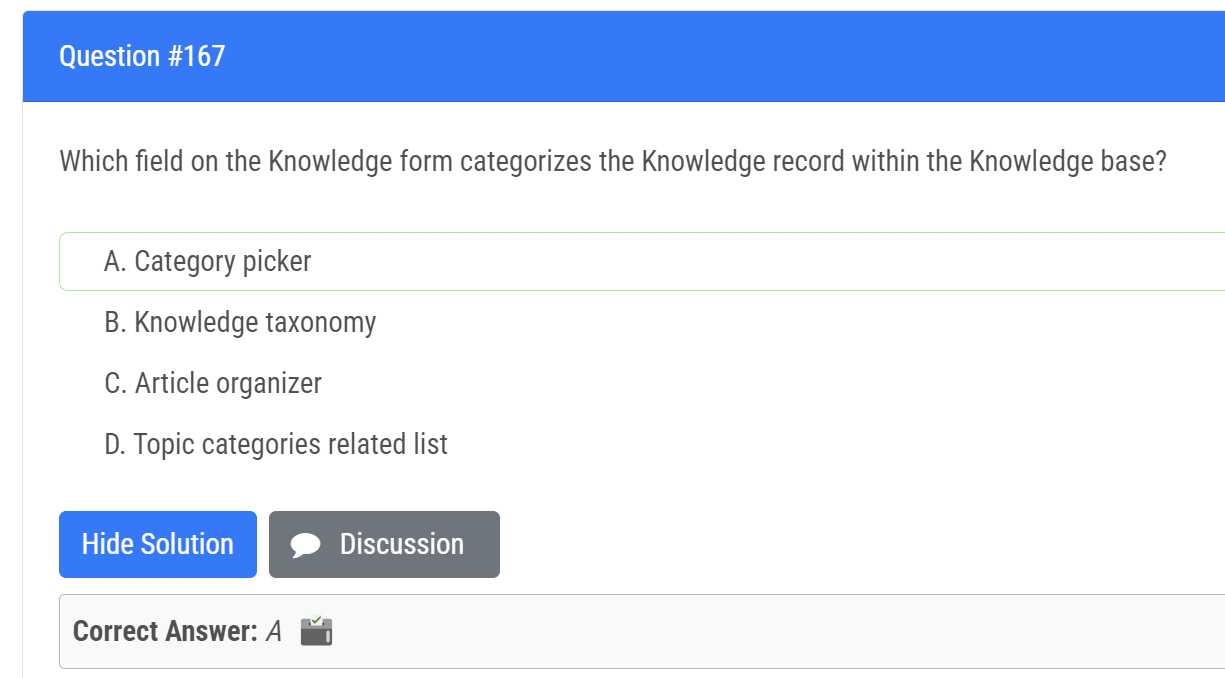 Question #167
Which field on the Knowledge form categorizes the Knowledge record within the Knowledge base?
A. Category picker
B. Knowledge taxonomy
C. Article organizer
D. Topic categories related list
Hide Solution Discussion
Correct Answer: A